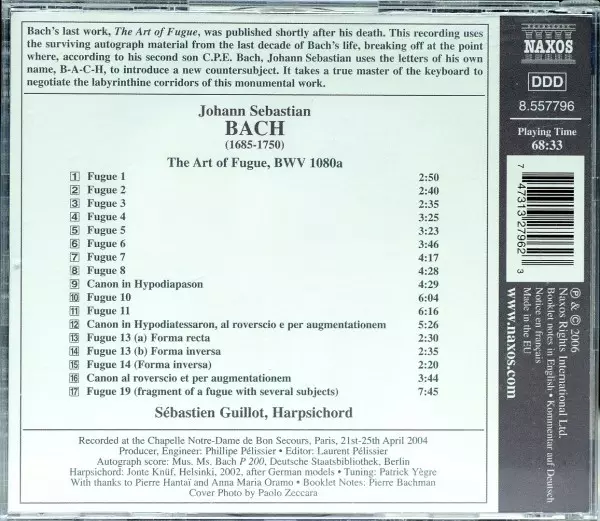 Bach's last work, The Art of Fugue, was published shortly after his death. This recording uses
the surviving autograph material from the last decade of Bach's life, breaking off at the point
where, according to his second son C.P.E. Bach, Johann Sebastian uses the letters of his own
name, B-A-C-H, to introduce a new countersubject. It takes a true master of the keyboard to
negotiate the labyrinthine corridors of this monumental work.
Johann Sebastian
BACH
(1685-1750)
The Art of Fugue, BWV 1080a
1 Fugue 1 2:50
2 Fugue 2 2:40
3 Fugue 3 2:35
4 Fugue 4 3:25
5 Fugue 5 3:23
6 Fugue 6 3:46
7 Fugue 7 4:17
8 Fugue 8 4:28
9 Canon in Hypodiapason 4:29
10 Fugue 10 6:04
11 Fugue 11 6:16
12 Canon in Hypodiatessaron, al roverscio e per augmentationem 5:26
13 Fugue 13 (a) Forma recta 2:30
14 Fugue 13 (b) Forma inversa 2:35
15 Fugue 14 (Forma inversa) 2:20
16 Canon al roverscio et per augmentationem 3:44
17 Fugue 19 (fragment of a fugue with several subjects) 7:45
Sébastien Guillot, Harpsichord
Recorded at the Chapelle Notre-Dame de Bon Secours, Paris, 21st-25th April 2004
Producer, Engineer: Phillipe Pélissier • Editor: Laurent Pélissier
Autograph score: Mus. Ms. Bach P 200, Deutsche Staatsbibliothek, Berlin
Harpsichord: Jonte Knüf, Helsinki, 2002, after German models • Tuning: Patrick Yègre
With thanks to Pierre Hantaï and Anna Maria Oramo • Booklet Notes: Pierre Bachman
Cover Photo by Paolo Zeccara
NAXOS
DDD
8.557796
Playing Time
68:33
7 47313 27962 3
℗ & © 2006
Naxos Rights International Ltd.
Booklet notes in English • Kommentar auf Deutsch
Notice en français
Made in the EU
www.naxos.com